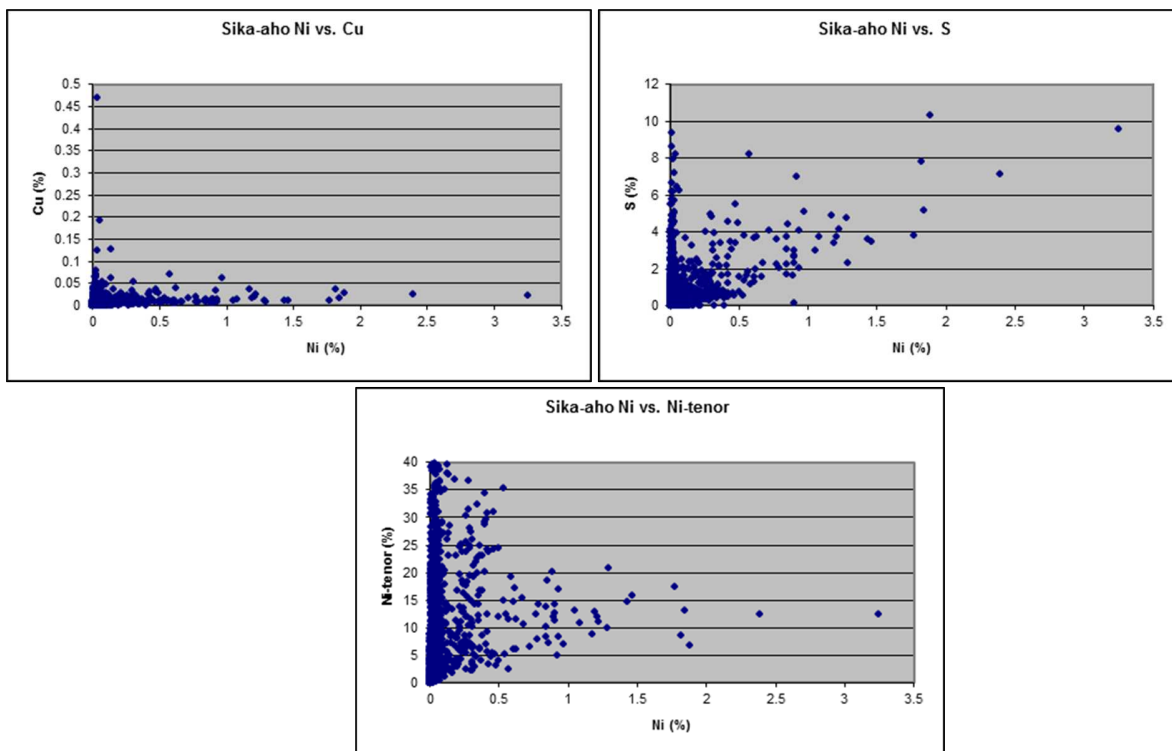 Sika-aho Ni vs. Cu
0.5
0.45
0.4
0.35
0.3
0.25
0.2
0.15
0.1
0.05
0
Cu (%)
0 0.5 1 1.5 2 2.5 3 3.5
Ni (%)
Sika-aho Ni vs. S
12
10
8
6
4
2
0
S (%)
0 0.5 1 1.5 2 2.5 3 3.5
Ni (%)
Sika-aho Ni vs. Ni-tenor
40
35
30
25
20
15
10
5
0
Ni-tenor (%)
0 0.5 1 1.5 2 2.5 3 3.5
Ni (%)